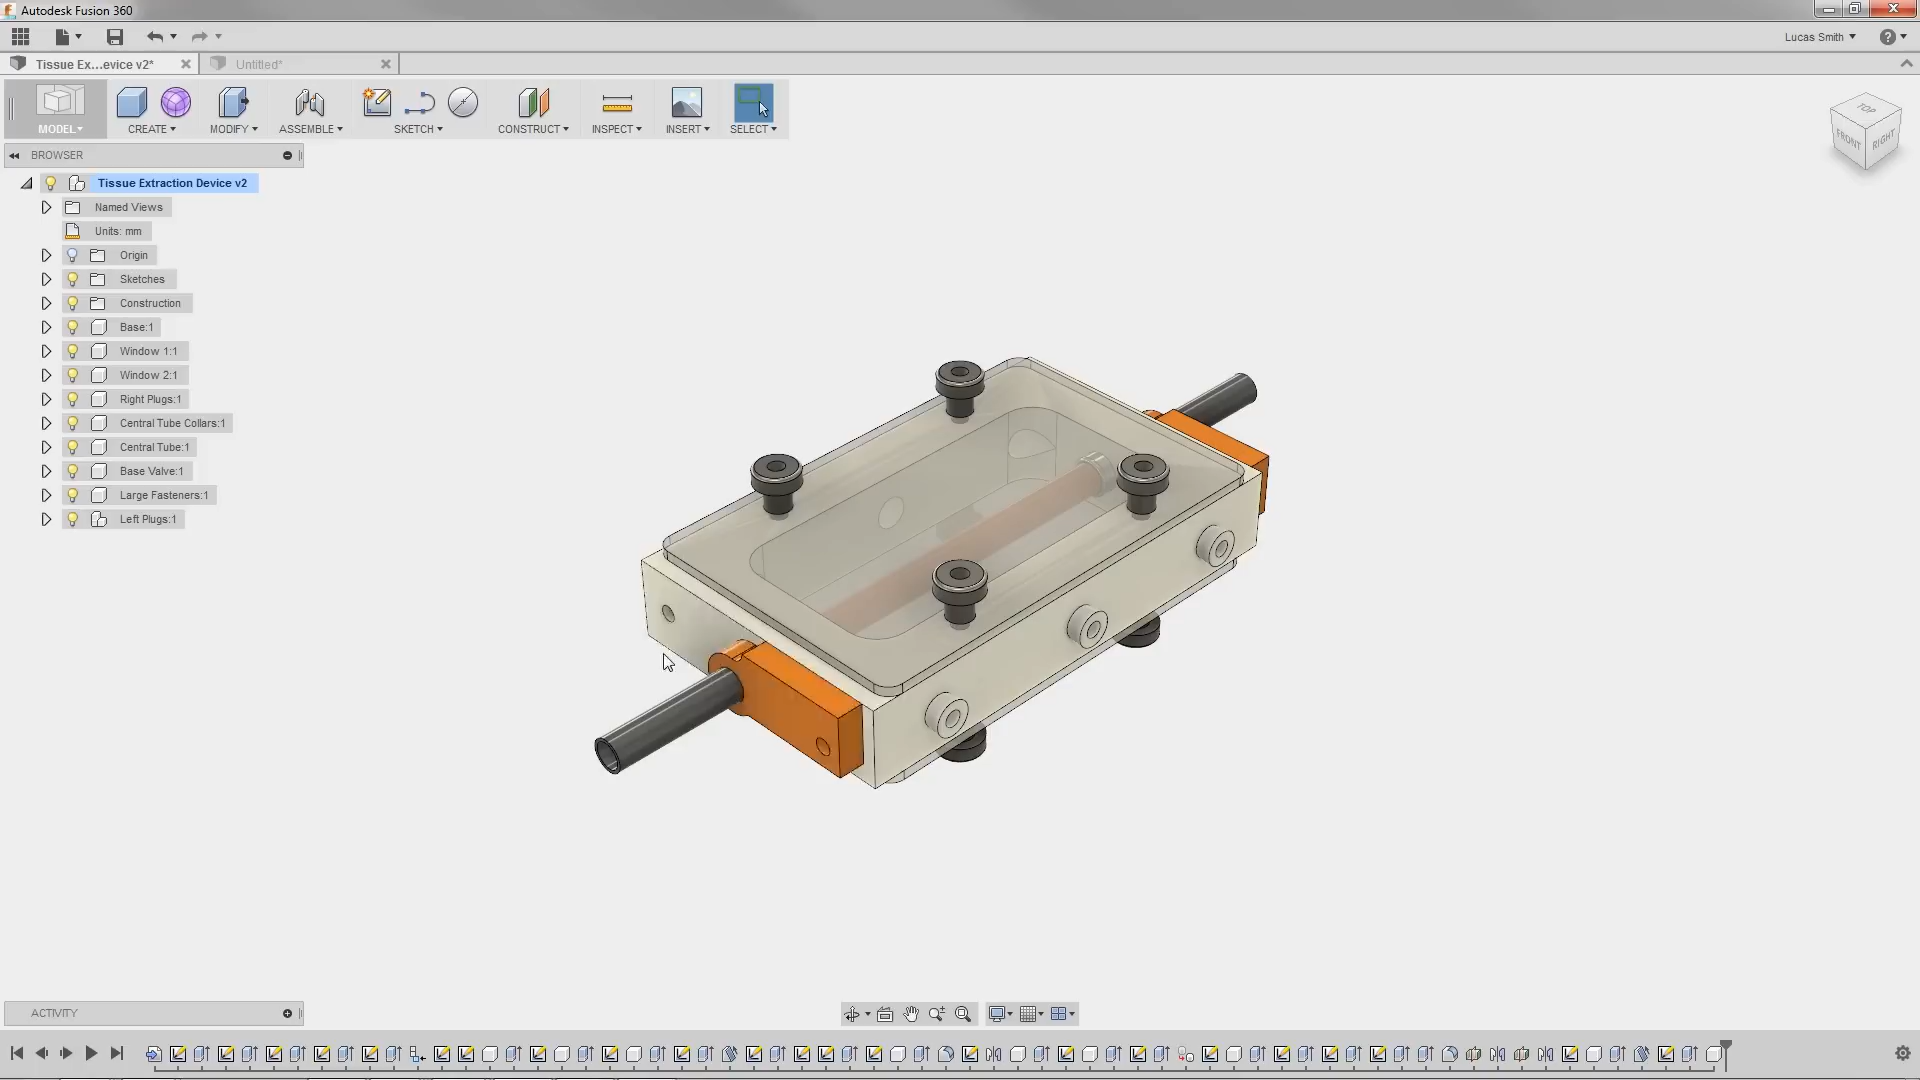 Autodesk Fusion 360
Lucas Smith
Tissue Ex...evice v2*
Untitled*
MODEL
CREATE
MODIFY
ASSEMBLE
SKETCH
CONSTRUCT
INSPECT
INSERT
SELECT
TOP
FRONT
RIGHT
BROWSER
Tissue Extraction Device v2
Named Views
Units: mm
Origin
Sketches
Construction
Base:1
Window 1:1
Window 2:1
Right Plugs:1
Central Tube Collars:1
Central Tube:1
Base Valve:1
Large Fasteners:1
Left Plugs:1
ACTIVITY